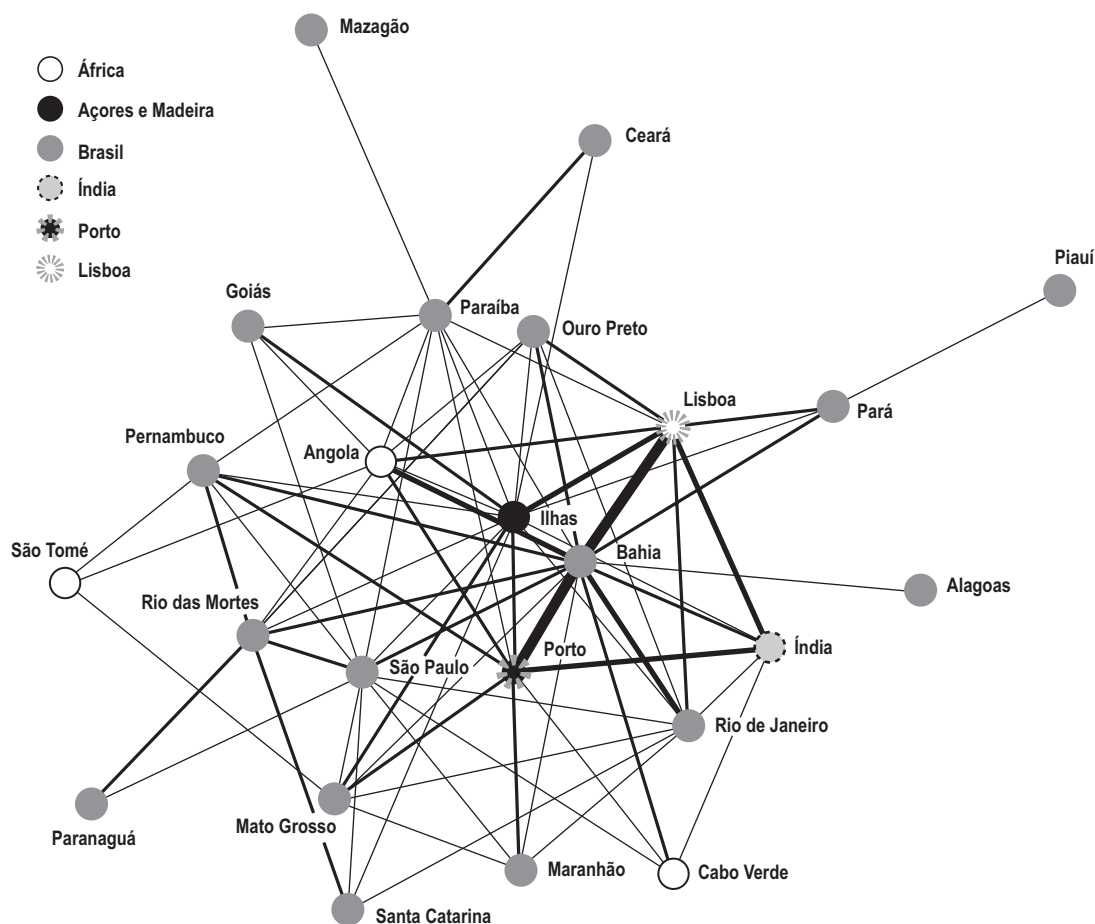 Mazagão
África
Açores e Madeira
Brasil
Índia
Porto
Lisboa
Ceará
Piauí
Goiás
Paraíba
Ouro Preto
Lisboa
Pará
Pernambuco
Angola
Ilhas
São Tomé
Bahia
Alagoas
Rio das Mortes
Porto
Índia
São Paulo
Rio de Janeiro
Mato Grosso
Paranaguá
Maranhão
Cabo Verde
Santa Catarina